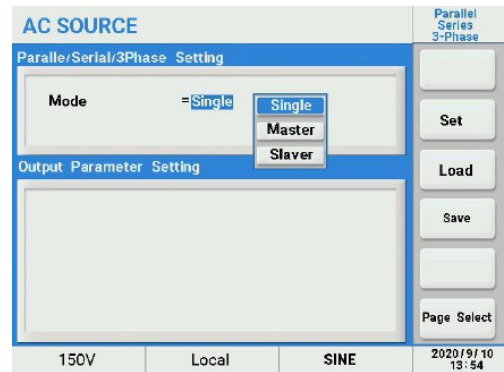 AC SOURCE
Parallel
Series
3-Phase
Paralle/Serial/3Phase Setting
Mode =Single
Single
Master
Slaver
Output Parameter Setting
Set
Load
Save
Page Select
150V Local SINE
2020/9/10
13:54